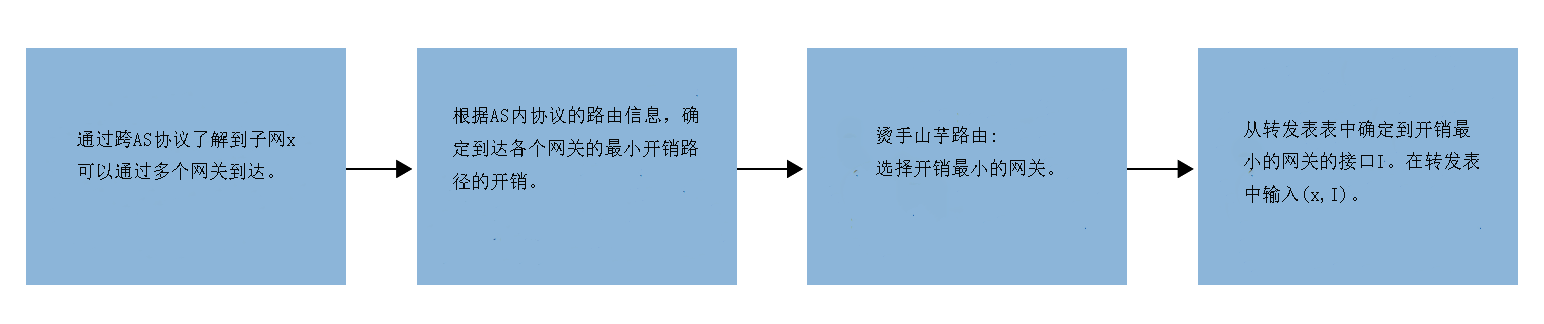 通过跨AS协议了解到子网x
可以通过多个网关到达。
根据AS内协议的路由信息,确
定到达各个网关的最小开销路
径的开销。
烫手山芋路由:
选择开销最小的网关。
从转发表表中确定到开销最
小的网关的接口I。在转发表
中输入(x,I)。